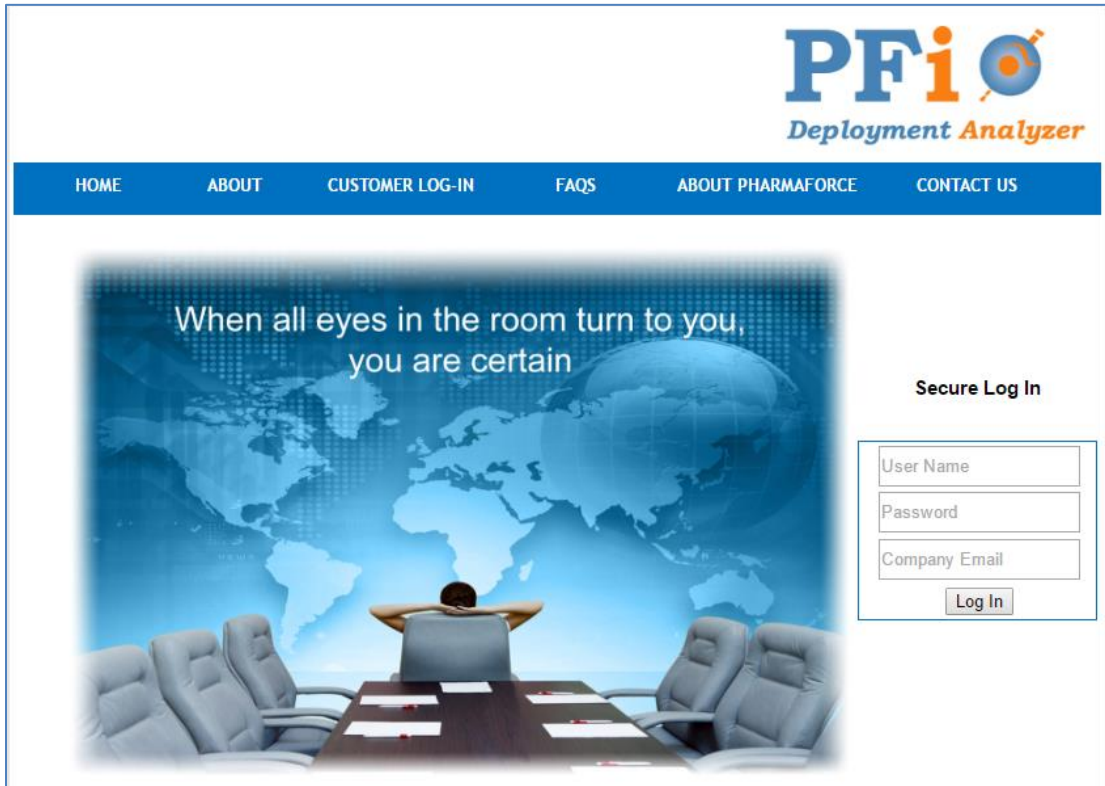 PFi
Deployment Analyzer
HOME ABOUT CUSTOMER LOG-IN FAQS ABOUT PHARMAFORCE CONTACT US
When all eyes in the room turn to you,
you are certain
Secure Log In
User Name
Password
Company Email
Log In